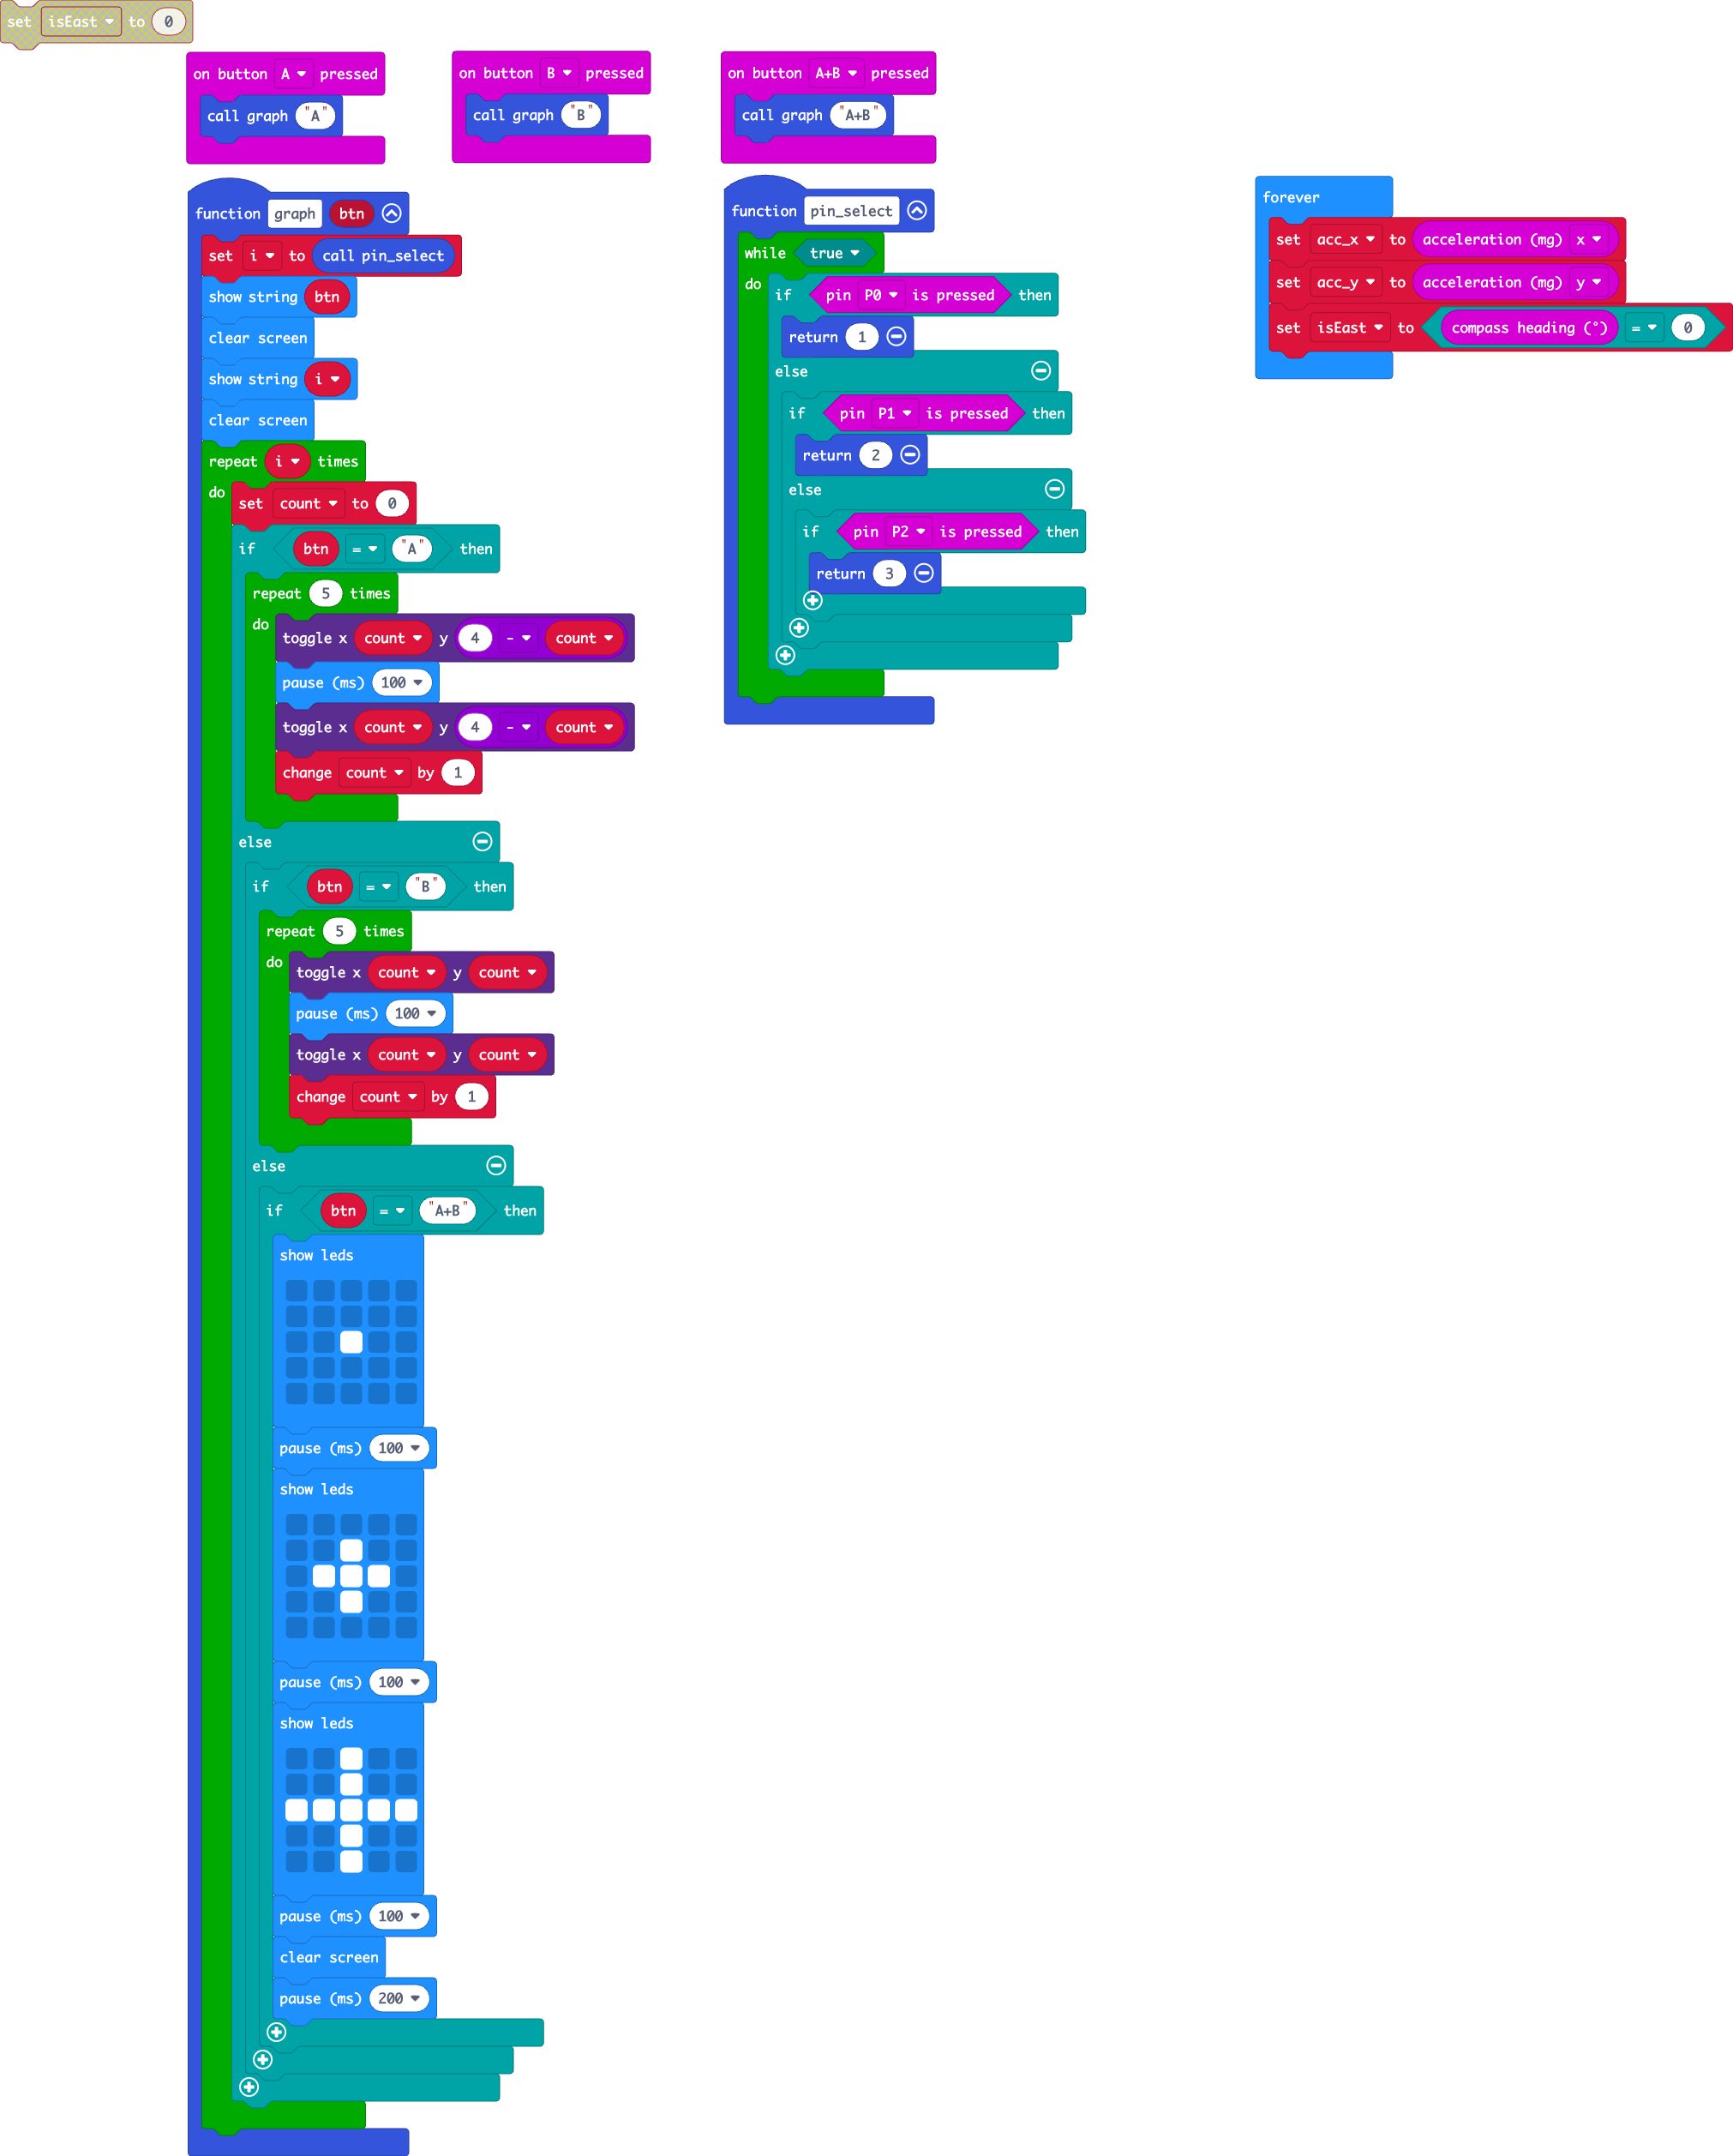 set isEast to 0
on button A pressed
call graph "A"
on button B pressed
call graph "B"
on button A+B pressed
call graph "A+B"
function graph btn
set i to call pin_select
show string btn
clear screen
show string i
clear screen
repeat i times
do
set count to 0
if btn = "A" then
repeat 5 times
do
toggle x count y 4 - count
pause (ms) 100
toggle x count y 4 - count
change count by 1
else
if btn = "B" then
repeat 5 times
do
toggle x count y count
pause (ms) 100
toggle x count y count
change count by 1
else
if btn = "A+B" then
show leds
pause (ms) 100
show leds
pause (ms) 100
show leds
pause (ms) 100
clear screen
pause (ms) 200
function pin_select
while true
do
if pin P0 is pressed then
return 1
else
if pin P1 is pressed then
return 2
else
if pin P2 is pressed then
return 3
forever
set acc_x to acceleration (mg) x
set acc_y to acceleration (mg) y
set isEast to compass heading (°) = 0